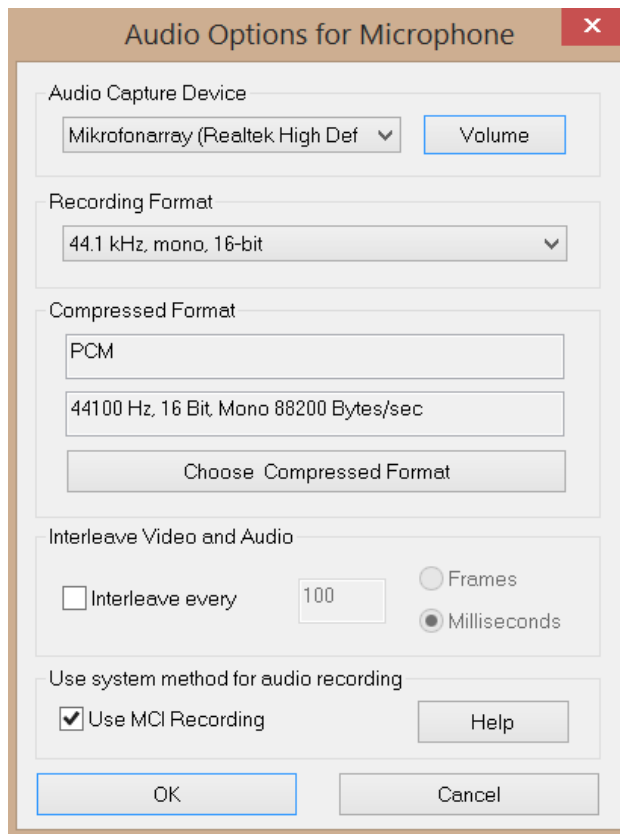 Audio Options for Microphone
Audio Capture Device
Mikrofonarray (Realtek High Def
Volume
Recording Format
44.1 kHz, mono, 16-bit
Compressed Format
PCM
44100 Hz, 16 Bit, Mono 88200 Bytes/sec
Choose Compressed Format
Interleave Video and Audio
Interleave every
100
Frames
Milliseconds
Use system method for audio recording
Use MCI Recording
Help
OK
Cancel